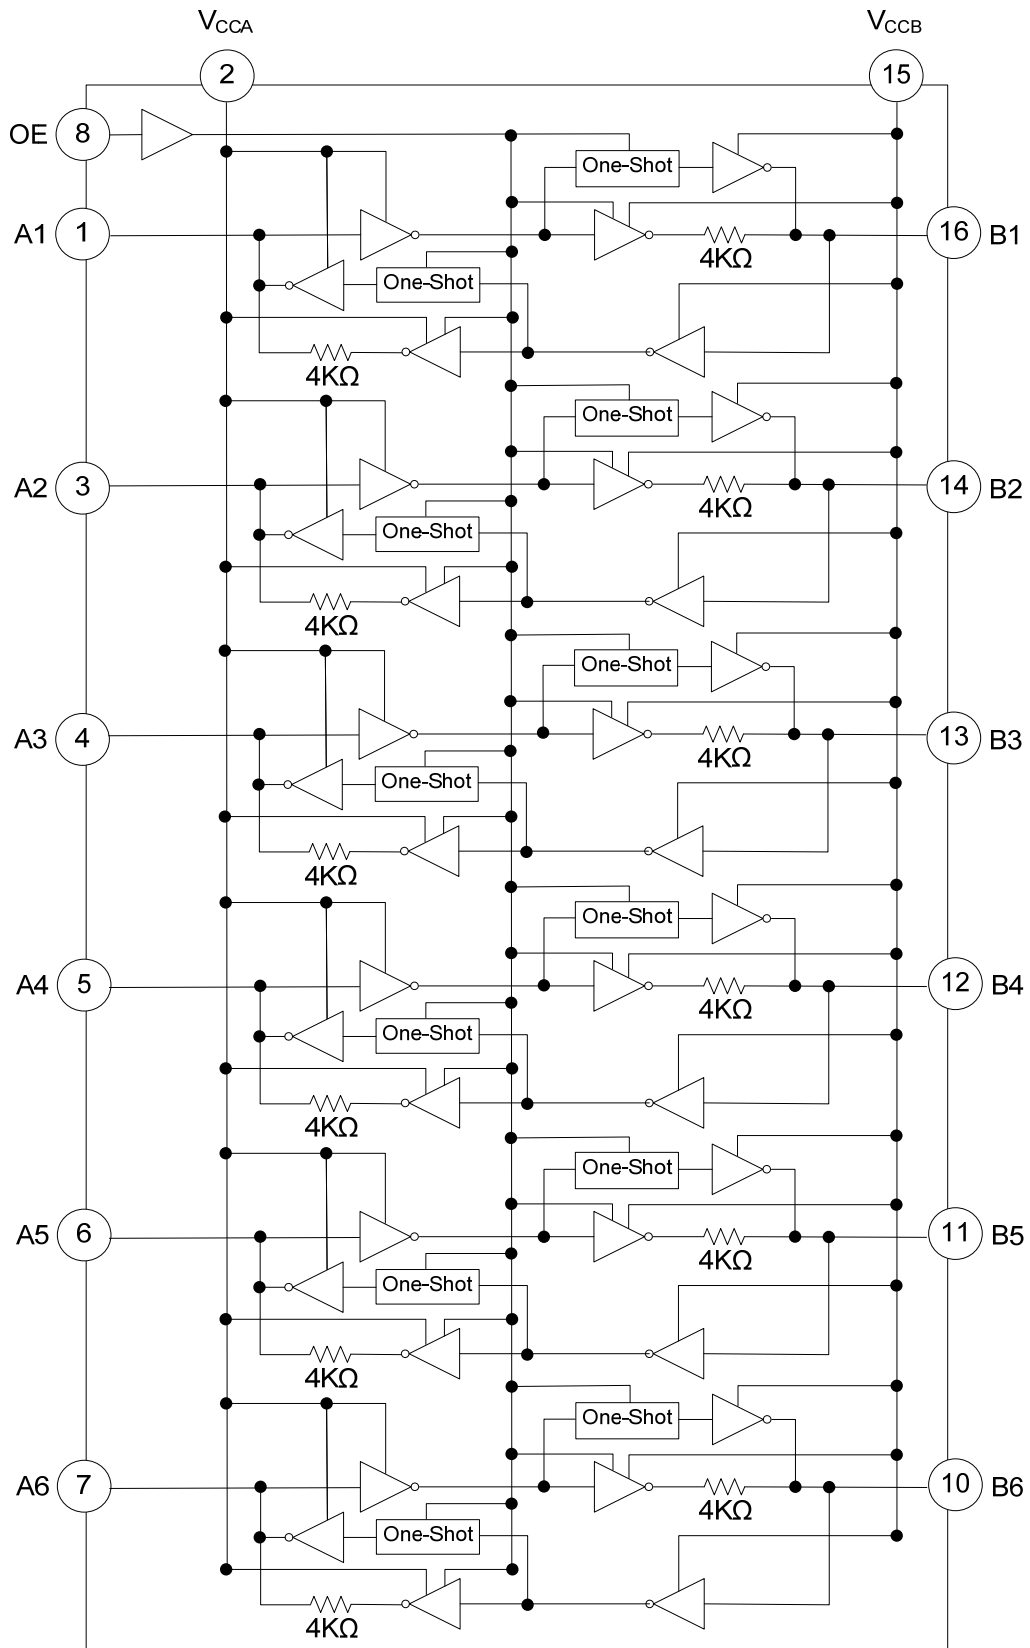 VCCA VCCB
2 15
OE 8
One-Shot
A1 1 16 B1
4KΩ
One-Shot
4KΩ
One-Shot
A2 3 14 B2
4KΩ
One-Shot
4KΩ
One-Shot
A3 4 13 B3
4KΩ
One-Shot
4KΩ
One-Shot
A4 5 12 B4
4KΩ
One-Shot
4KΩ
One-Shot
A5 6 11 B5
4KΩ
One-Shot
4KΩ
One-Shot
A6 7 10 B6
4KΩ
One-Shot
4KΩ